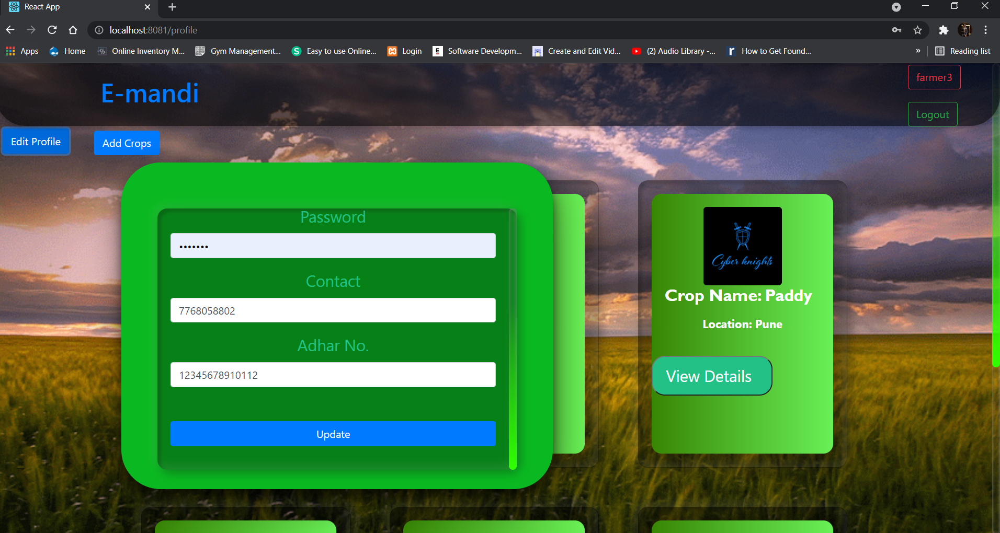 React App
localhost:8081/profile
Apps
Home
Online Inventory M...
Gym Management...
Easy to use Online...
Login
Software Developm...
Create and Edit Vid...
(2) Audio Library -...
How to Get Found...
»
Reading list
E-mandi
farmer3
Logout
Edit Profile
Add Crops
Password
•••••••
Contact
7768058802
Adhar No.
12345678910112
Update
Cyber knights
Crop Name: Paddy
Location: Pune
View Details